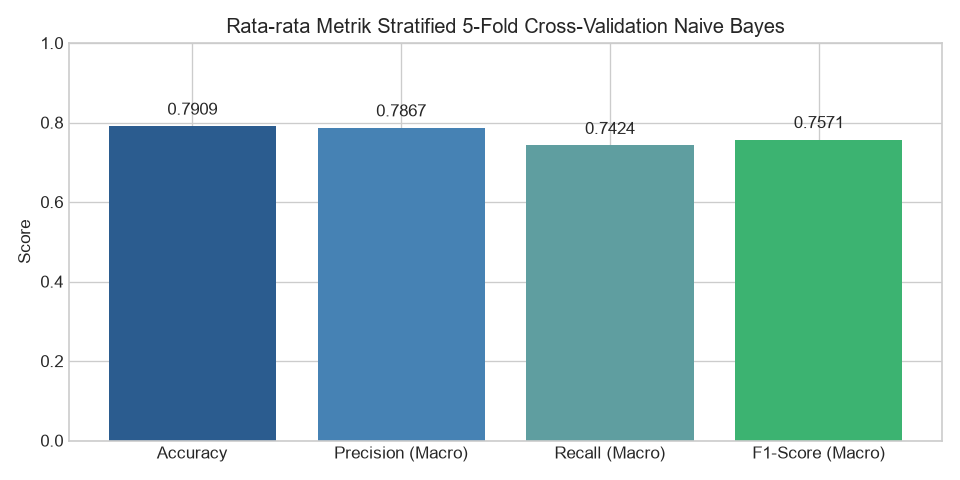 Rata-rata Metrik Stratified 5-Fold Cross-Validation Naive Bayes
1.0
0.8
0.6
0.4
0.2
0.0
Score
0.7909
0.7867
0.7424
0.7571
Accuracy
Precision (Macro)
Recall (Macro)
F1-Score (Macro)